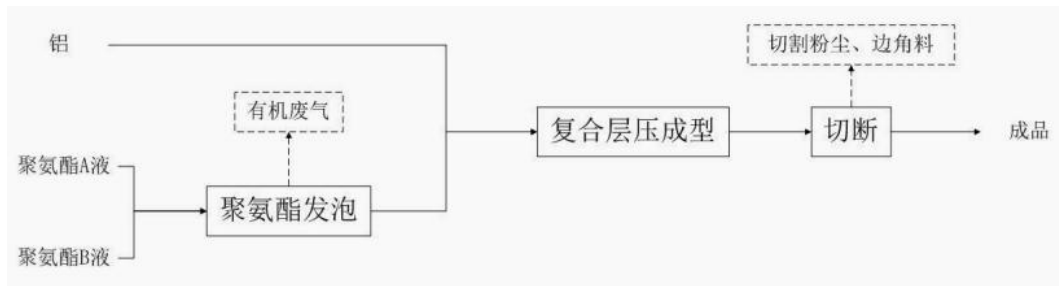 铝
切割粉尘、边角料
有机废气
复合层压成型
切断
成品
聚氨酯A液
聚氨酯发泡
聚氨酯B液